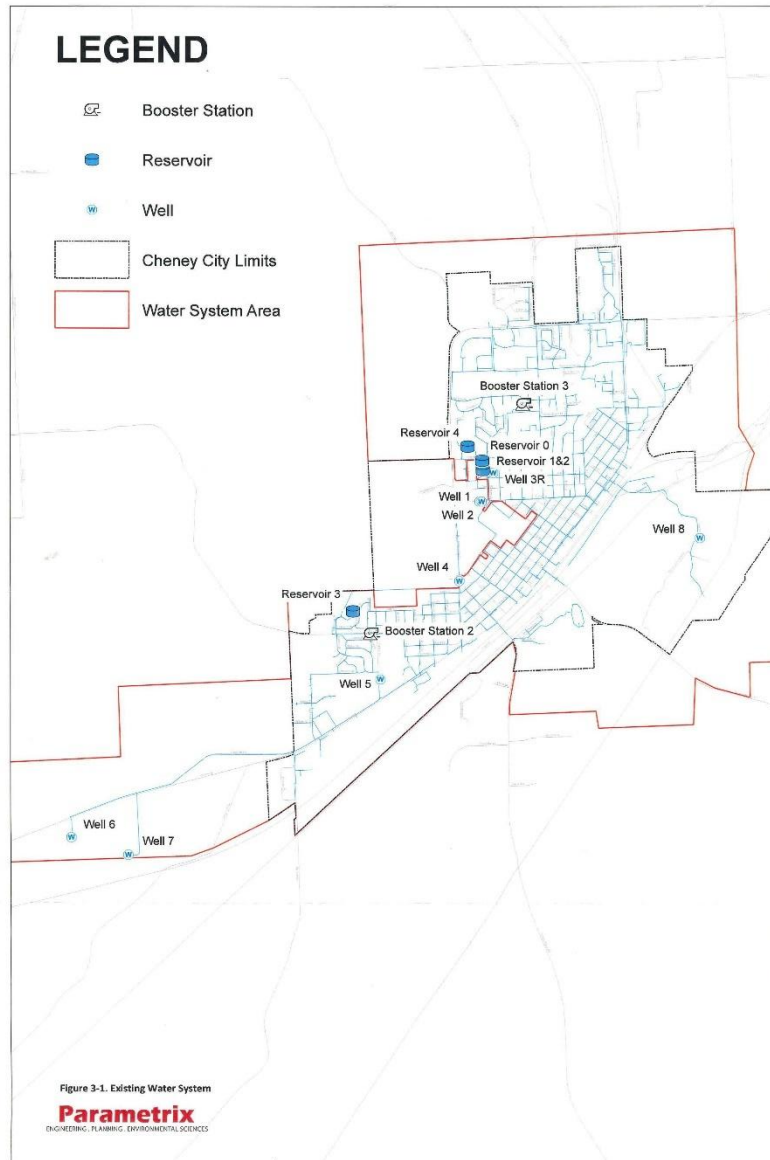 LEGEND
Booster Station
Reservoir
W
Well
Cheney City Limits
Water System Area
Booster Station 3
Reservoir 4
Reservoir 0
Reservoir 1&2
W
Well 3R
Well 1
W
Well 2
Well 8
W
Well 4
W
Reservoir 3
Booster Station 2
Well 5
W
Well 6
W
Well 7
W
Figure 3-1. Existing Water System
Parametrix
ENGINEERING . PLANNING . ENVIRONMENTAL SCIENCES